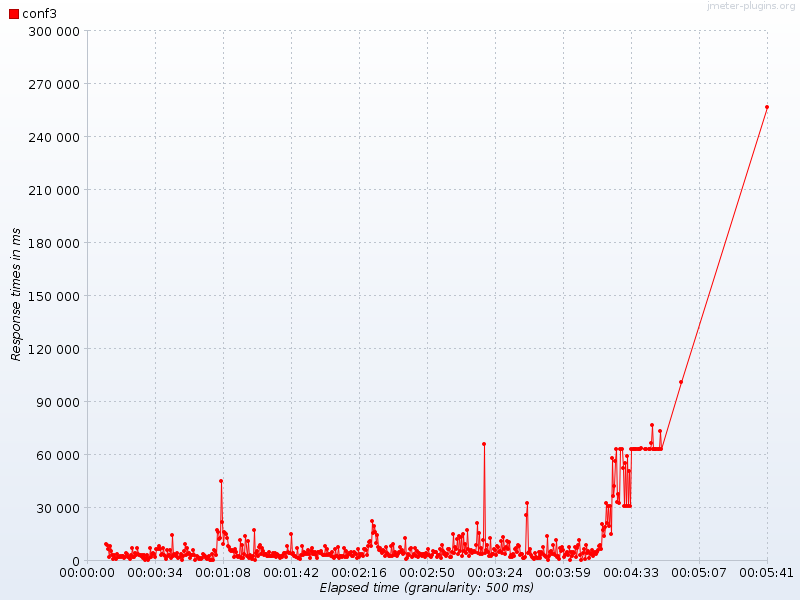 jmeter-plugins.org
conf3
300 000
270 000
240 000
210 000
180 000
150 000
120 000
90 000
60 000
30 000
0
Response times in ms
00:00:00 00:00:34 00:01:08 00:01:42 00:02:16 00:02:50 00:03:24 00:03:59 00:04:33 00:05:07 00:05:41
Elapsed time (granularity: 500 ms)